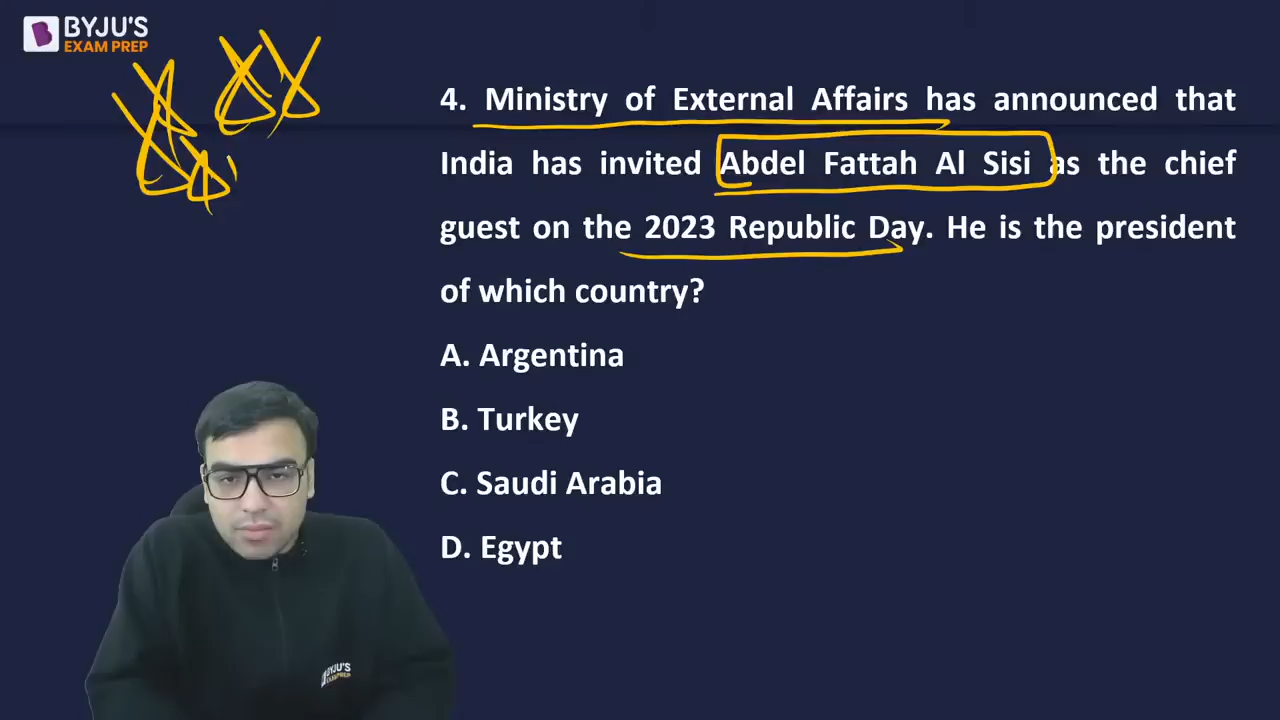 BYJU'S
EXAM PREP
4. Ministry of External Affairs has announced that
India has invited Abdel Fattah Al Sisi as the chief
guest on the 2023 Republic Day. He is the president
of which country?
A. Argentina
B. Turkey
C. Saudi Arabia
D. Egypt
BYJU'S
EXAM PREP